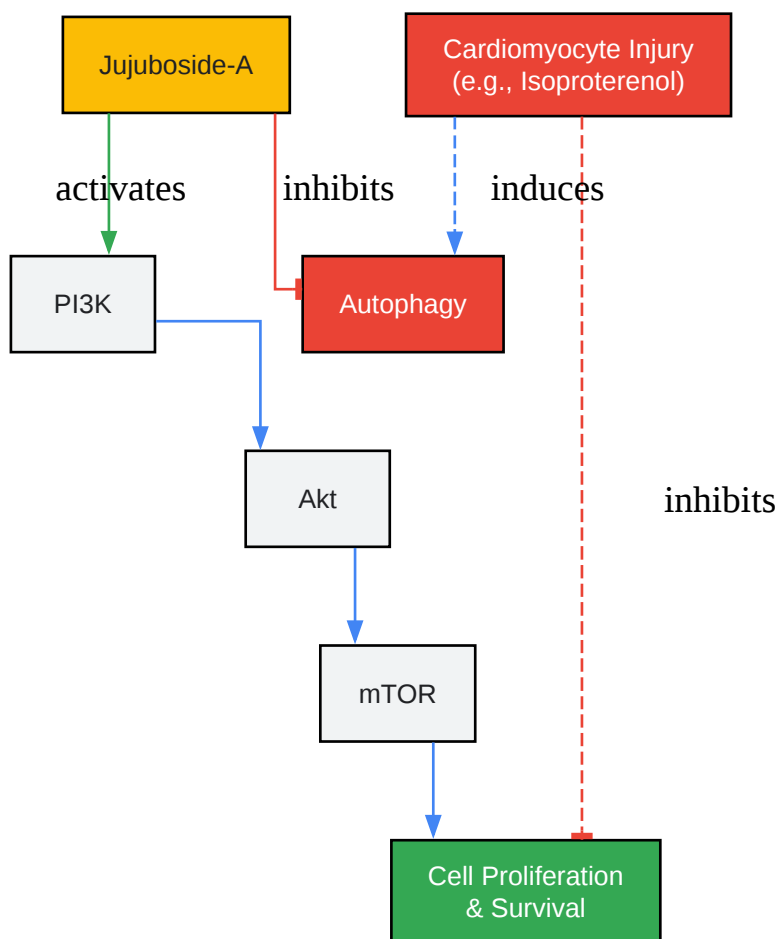 Jujuboside-A
Cardiomyocyte Injury
(e.g., Isoproterenol)
activates
inhibits
induces
PI3K
Autophagy
Akt
inhibits
mTOR
Cell Proliferation
& Survival